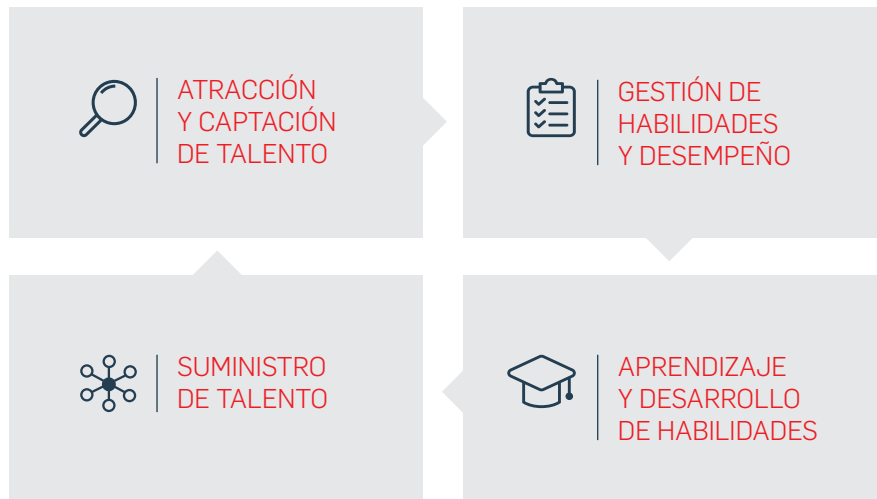 ATRACCIÓN
Y CAPTACIÓN
DE TALENTO
GESTIÓN DE
HABILIDADES
Y DESEMPEÑO
SUMINISTRO
DE TALENTO
APRENDIZAJE
Y DESARROLLO
DE HABILIDADES